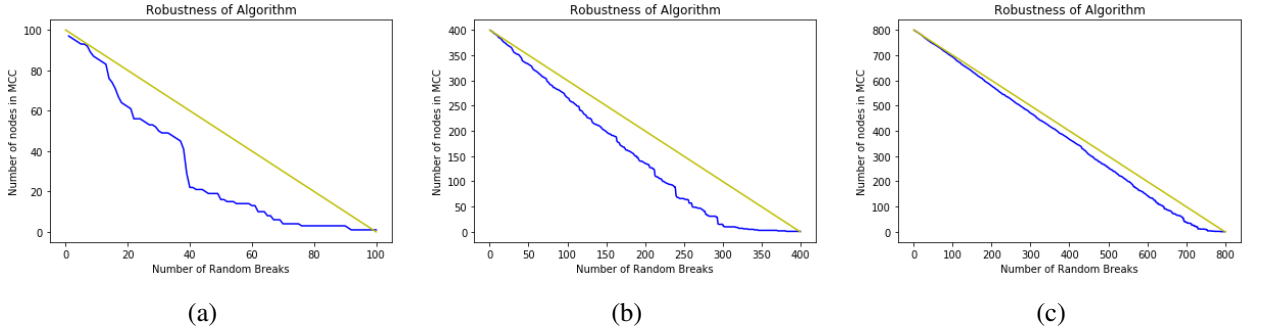 Robustness of Algorithm
Number of nodes in MCC
100
80
60
40
20
0
0 20 40 60 80 100
Number of Random Breaks
(a)
Robustness of Algorithm
Number of nodes in MCC
400
350
300
250
200
150
100
50
0
0 50 100 150 200 250 300 350 400
Number of Random Breaks
(b)
Robustness of Algorithm
Number of nodes in MCC
800
700
600
500
400
300
200
100
0
0 100 200 300 400 500 600 700 800
Number of Random Breaks
(c)